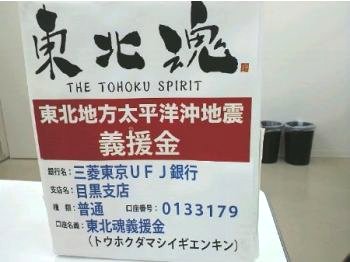 東北魂
THE TOHOKU SPIRIT
東北地方太平洋沖地震
義援金
銀行名：三菱東京ＵＦＪ銀行
支店名：目黒支店
種　類：普通　口座番号：0133179
口座名義：東北魂義援金
（トウホクダマシイギエンキン）